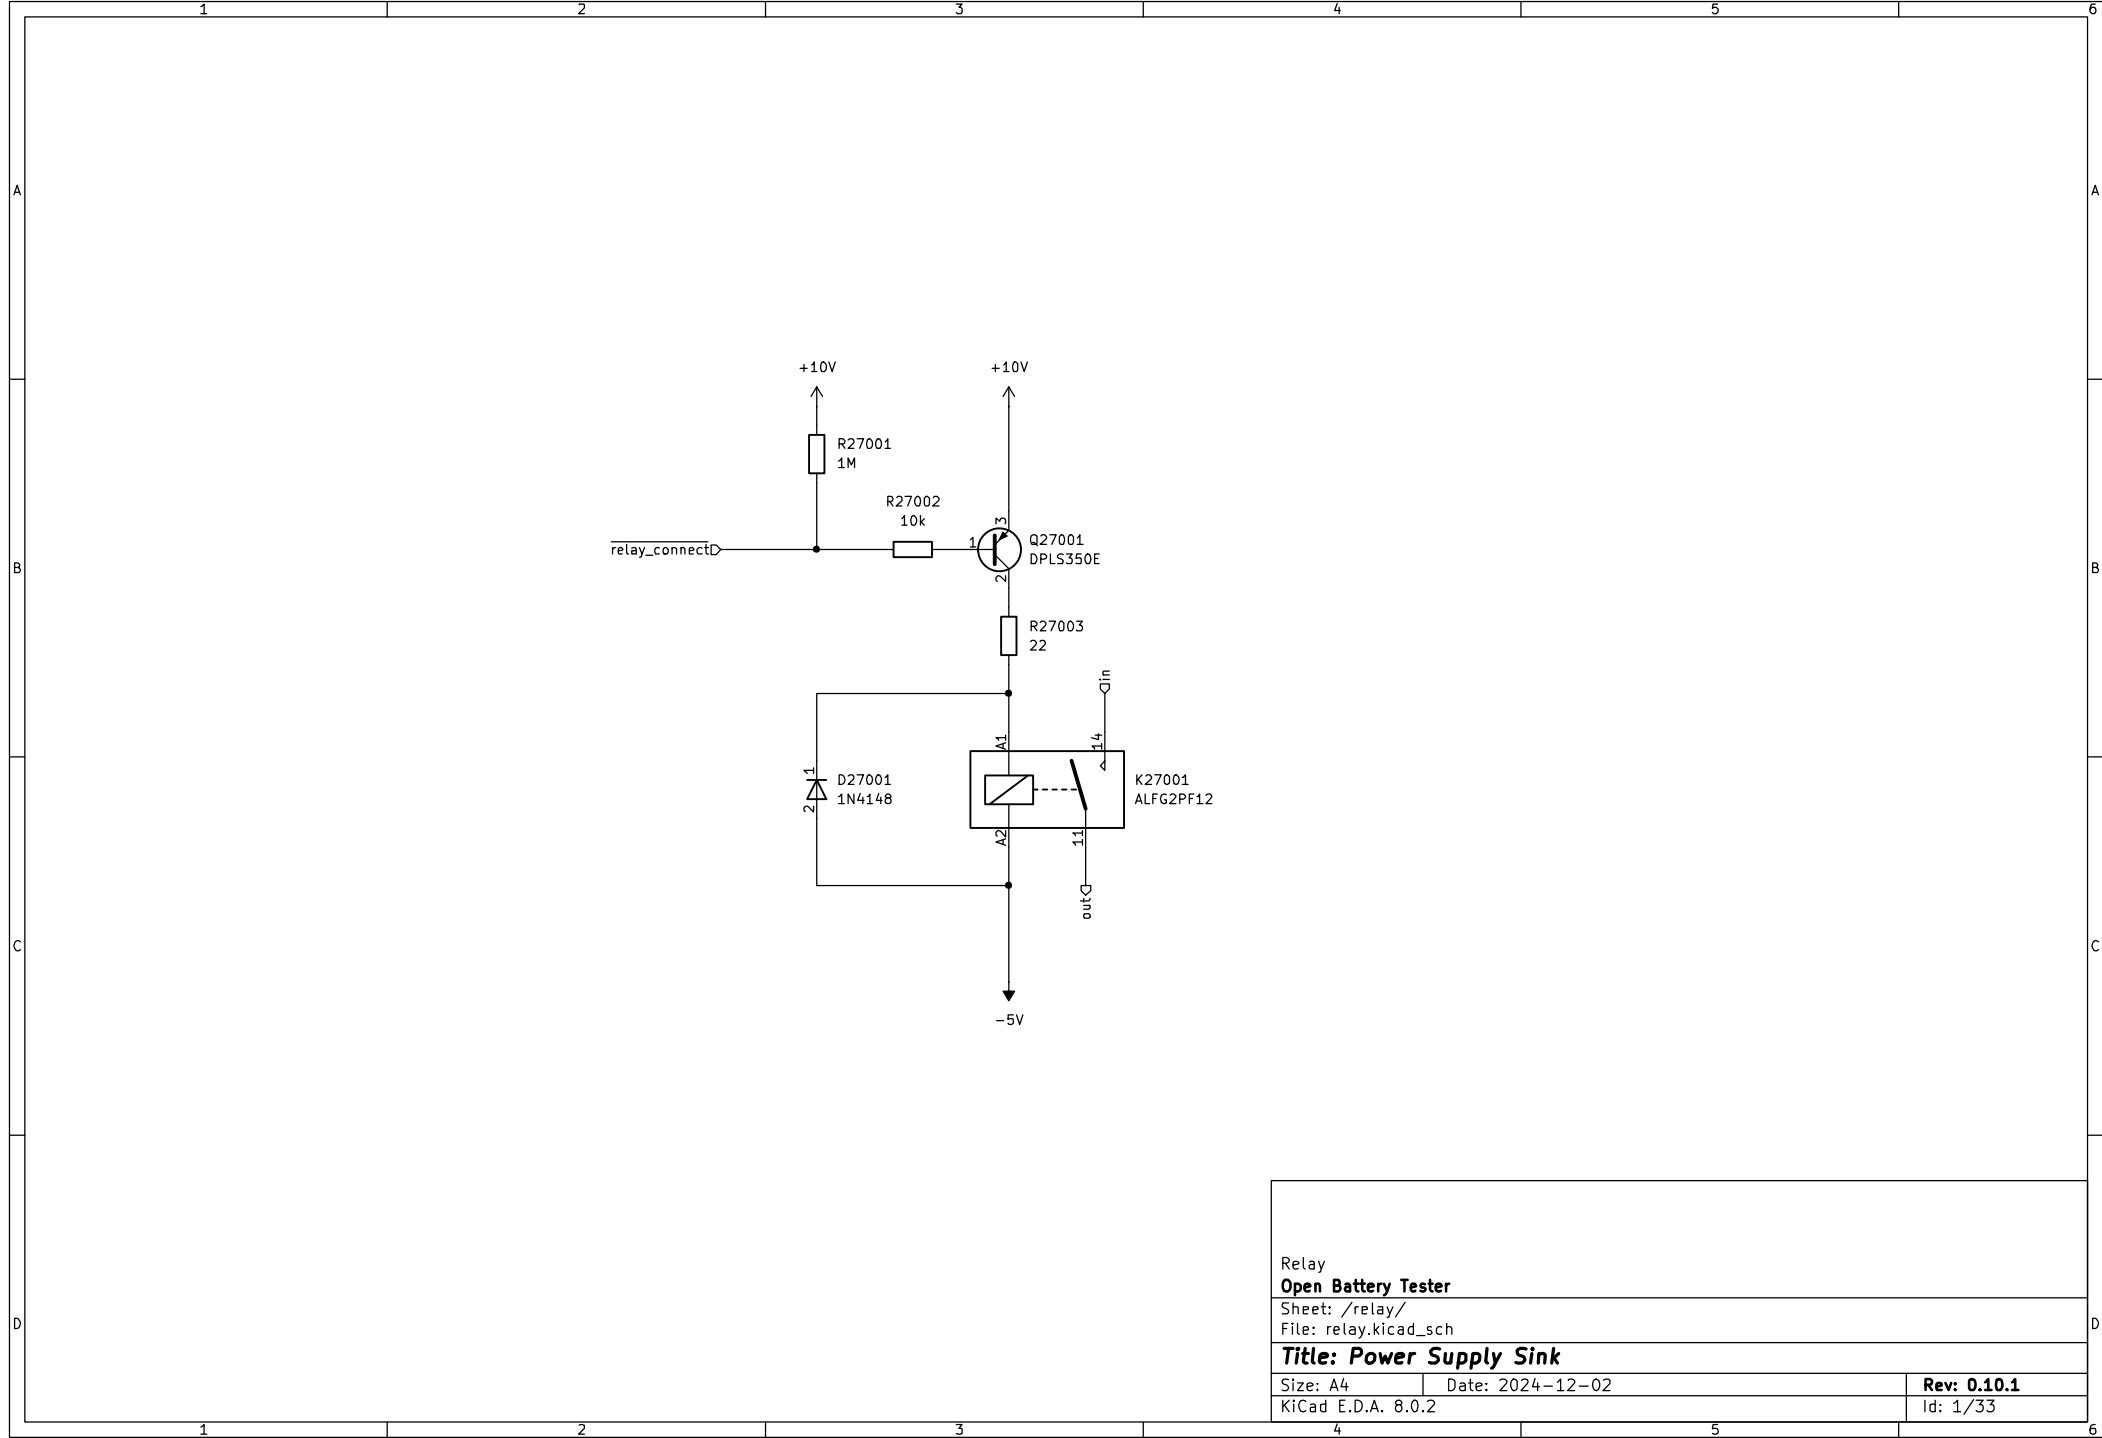 1 2 3 4 5 6
A A
+10V +10V
R27001
1M
R27002
10k
relay_connect
1
3
Q27001
DPLS350E
2
B B
R27003
22
in
A1
14
1
D27001
1N4148
2
K27001
ALFG2PF12
A2
11
out
C C
-5V
Relay
Open Battery Tester
Sheet: /relay/
File: relay.kicad_sch
D D
Title: Power Supply Sink
Size: A4 Date: 2024-12-02 Rev: 0.10.1
KiCad E.D.A. 8.0.2 Id: 1/33
1 2 3 4 5 6